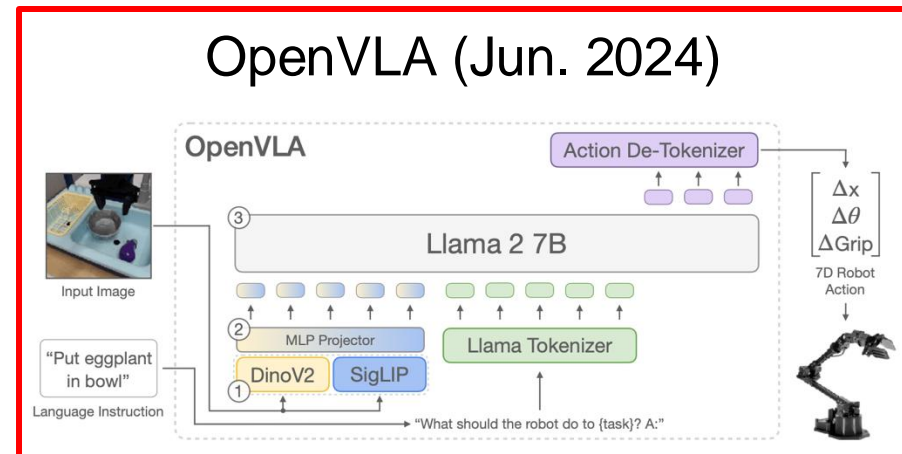 OpenVLA (Jun. 2024)
OpenVLA
Action De-Tokenizer
Δx
Δθ
ΔGrip
7D Robot
Action
3
Llama 2 7B
Input Image
2
MLP Projector
Llama Tokenizer
1
DinoV2
SigLIP
"Put eggplant
in bowl"
Language Instruction
"What should the robot do to {task}? A:"